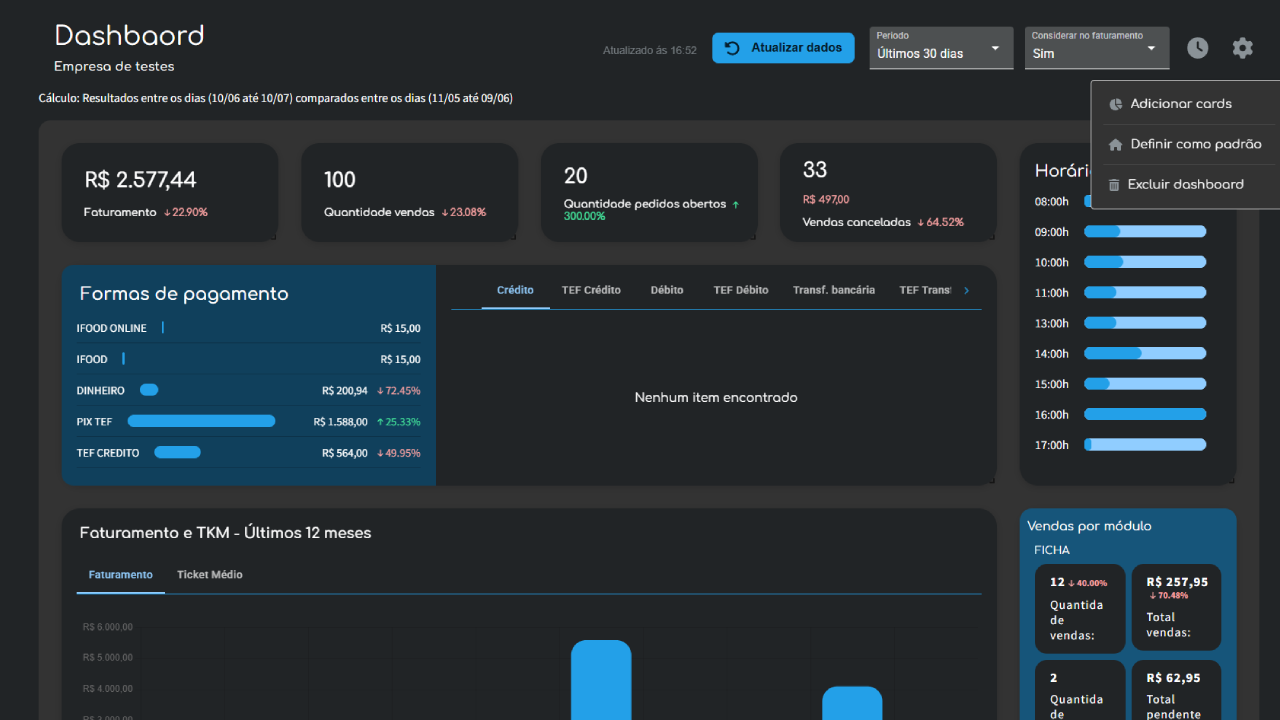 Dashbaord
Empresa de testes
Atualizado às 16:52
Atualizar dados
Período
Últimos 30 dias
Considerar no faturamento
Sim
Cálculo: Resultados entre os dias (10/06 até 10/07) comparados entre os dias (11/05 até 09/06)
Adicionar cards
Definir como padrão
Excluir dashboard
R$ 2.577,44
Faturamento ↓22.90%
100
Quantidade vendas ↓23.08%
20
Quantidade pedidos abertos ↑
300.00%
33
R$ 497,00
Vendas canceladas ↓64.52%
Formas de pagamento
IFOOD ONLINE R$ 15,00
IFOOD R$ 15,00
DINHEIRO R$ 200,94 ↓72.45%
PIX TEF R$ 1.588,00 ↑25.33%
TEF CREDITO R$ 564,00 ↓49.95%
Crédito TEF Crédito Débito TEF Débito Transf. bancária TEF Trans
Nenhum item encontrado
Horári
08:00h
09:00h
10:00h
11:00h
13:00h
14:00h
15:00h
16:00h
17:00h
Faturamento e TKM - Últimos 12 meses
Faturamento Ticket Médio
R$ 6.000,00
R$ 5.000,00
R$ 4.000,00
R$ 3.000,00
Vendas por módulo
FICHA
12 ↓40.00%
Quantida
de
vendas:
R$ 257,95
↓70.48%
Total
vendas:
2
Quantida
de
R$ 62,95
Total
pendente